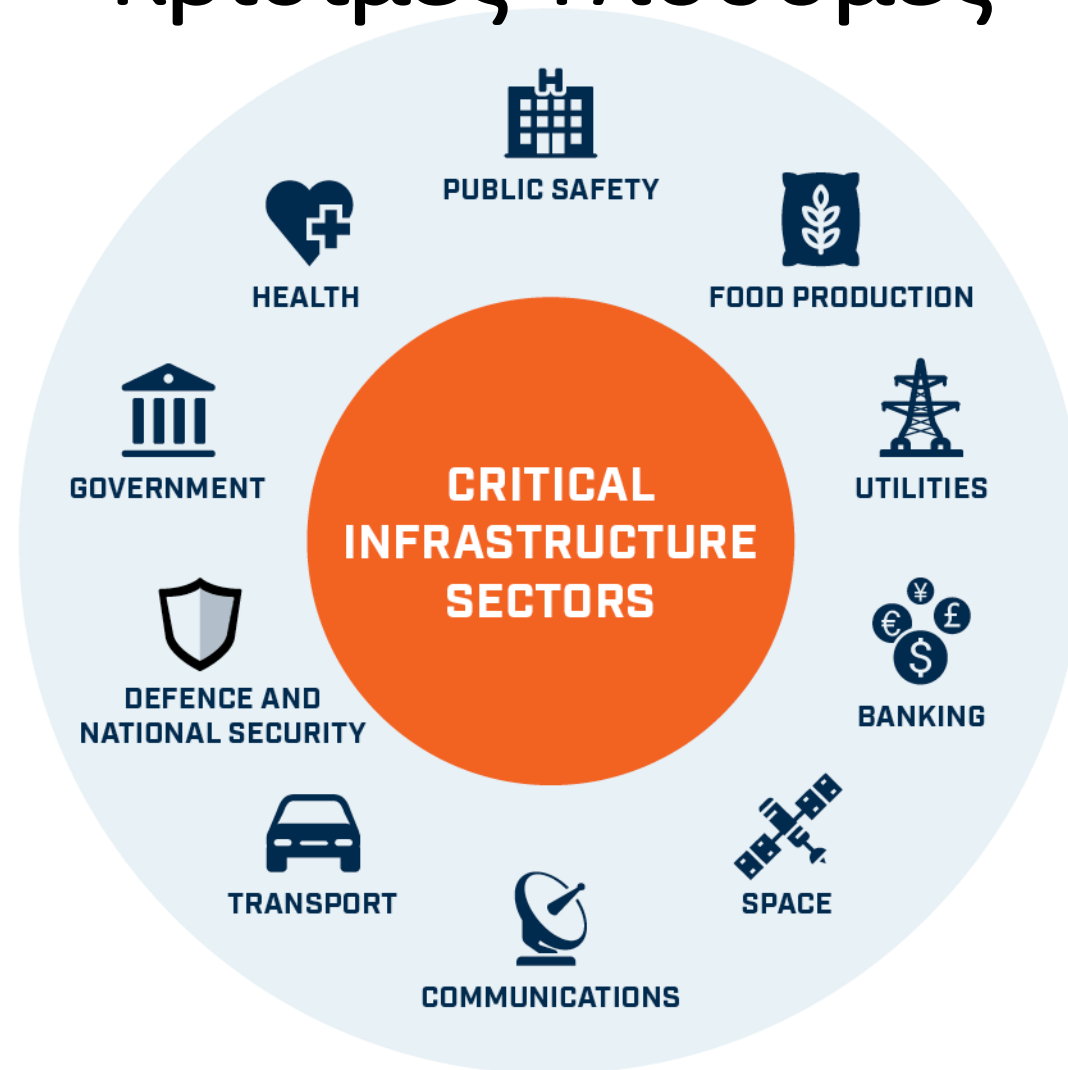 H
PUBLIC SAFETY
HEALTH
FOOD PRODUCTION
GOVERNMENT
UTILITIES
CRITICAL
INFRASTRUCTURE
SECTORS
¥
€ £
$
DEFENCE AND
NATIONAL SECURITY
BANKING
TRANSPORT
SPACE
COMMUNICATIONS